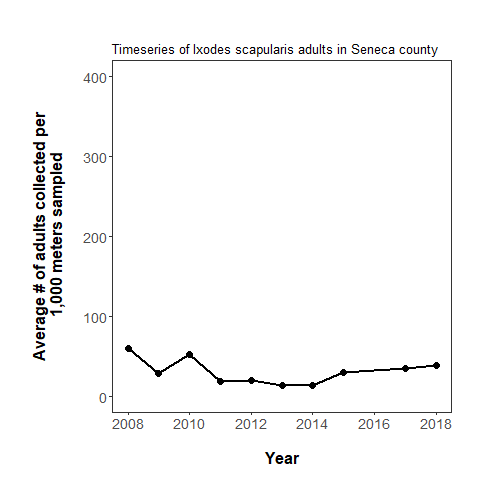 Timeseries of Ixodes scapularis adults in Seneca county
Average # of adults collected per
1,000 meters sampled
400
300
200
100
0
2008 2010 2012 2014 2016 2018
Year